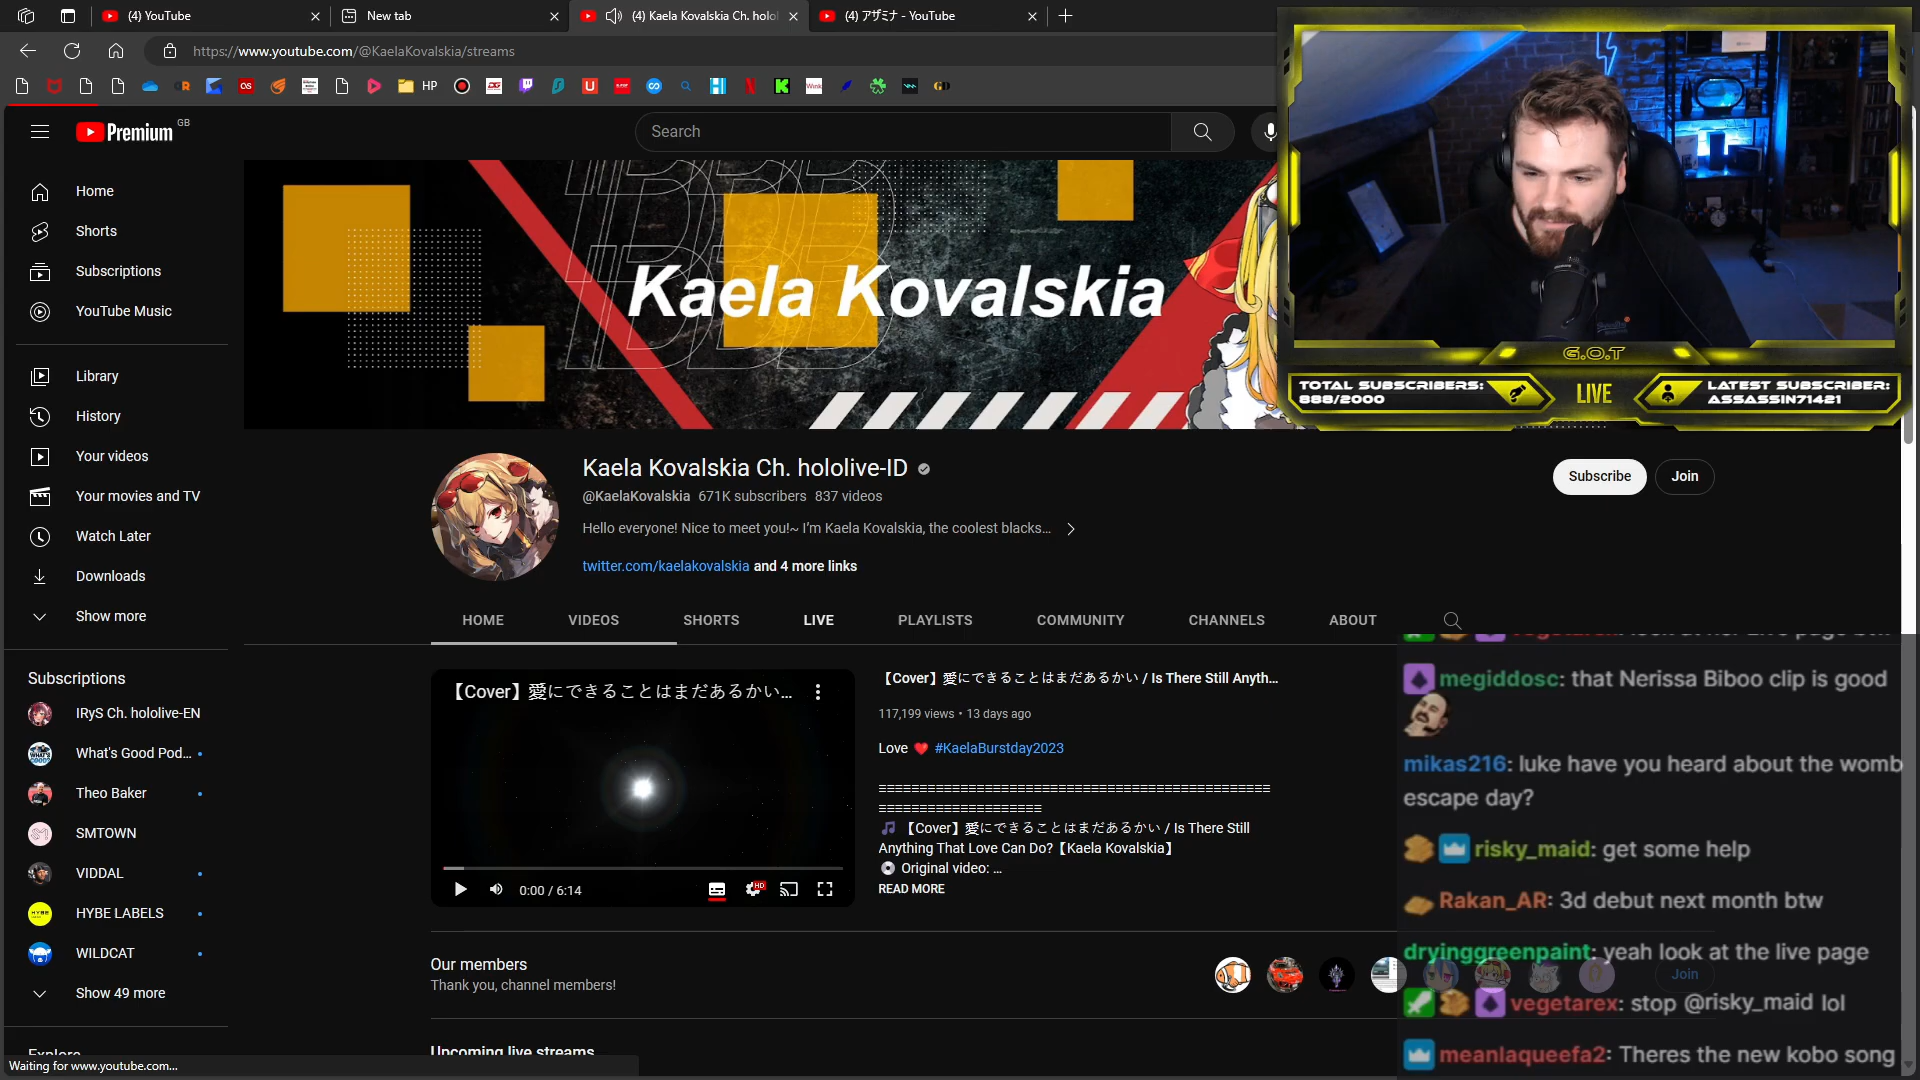 (4) YouTube
New tab
(4) Kaela Kovalskia Ch. holol
(4) アザミナ - YouTube
https://www.youtube.com/@KaelaKovalskia/streams
HP
Premium GB
Search
Home
Shorts
Subscriptions
YouTube Music
Library
History
Your videos
Your movies and TV
Watch Later
Downloads
Show more
Subscriptions
IRyS Ch. hololive-EN
What's Good Pod...
Theo Baker
SMTOWN
VIDDAL
HYBE LABELS
WILDCAT
Show 49 more
Explore
Waiting for www.youtube.com...
Kaela Kovalskia
Kaela Kovalskia Ch. hololive-ID
@KaelaKovalskia 671K subscribers 837 videos
Hello everyone! Nice to meet you!~ I'm Kaela Kovalskia, the coolest blacks...
twitter.com/kaelakovalskia and 4 more links
Subscribe
Join
HOME VIDEOS SHORTS LIVE PLAYLISTS COMMUNITY CHANNELS ABOUT
【Cover】愛にできることはまだあるかい...
0:00 / 6:14
【Cover】愛にできることはまだあるかい / Is There Still Anyth...
117,199 views • 13 days ago
Love ❤️ #KaelaBurstday2023
🎵 【Cover】愛にできることはまだあるかい / Is There Still
Anything That Love Can Do?【Kaela Kovalskia】
Original video: ...
READ MORE
Our members
Thank you, channel members!
Join
Upcoming live streams
G.O.T
TOTAL SUBSCRIBERS:
888/2000
LIVE
LATEST SUBSCRIBER:
ASSASSIN71421
megiddosc: that Nerissa Biboo clip is good
mikas216: luke have you heard about the womb
escape day?
risky_maid: get some help
Rakan_AR: 3d debut next month btw
dryinggreenpaint: yeah look at the live page
vegetarex: stop @risky_maid lol
meanlaqueefa2: Theres the new kobo song